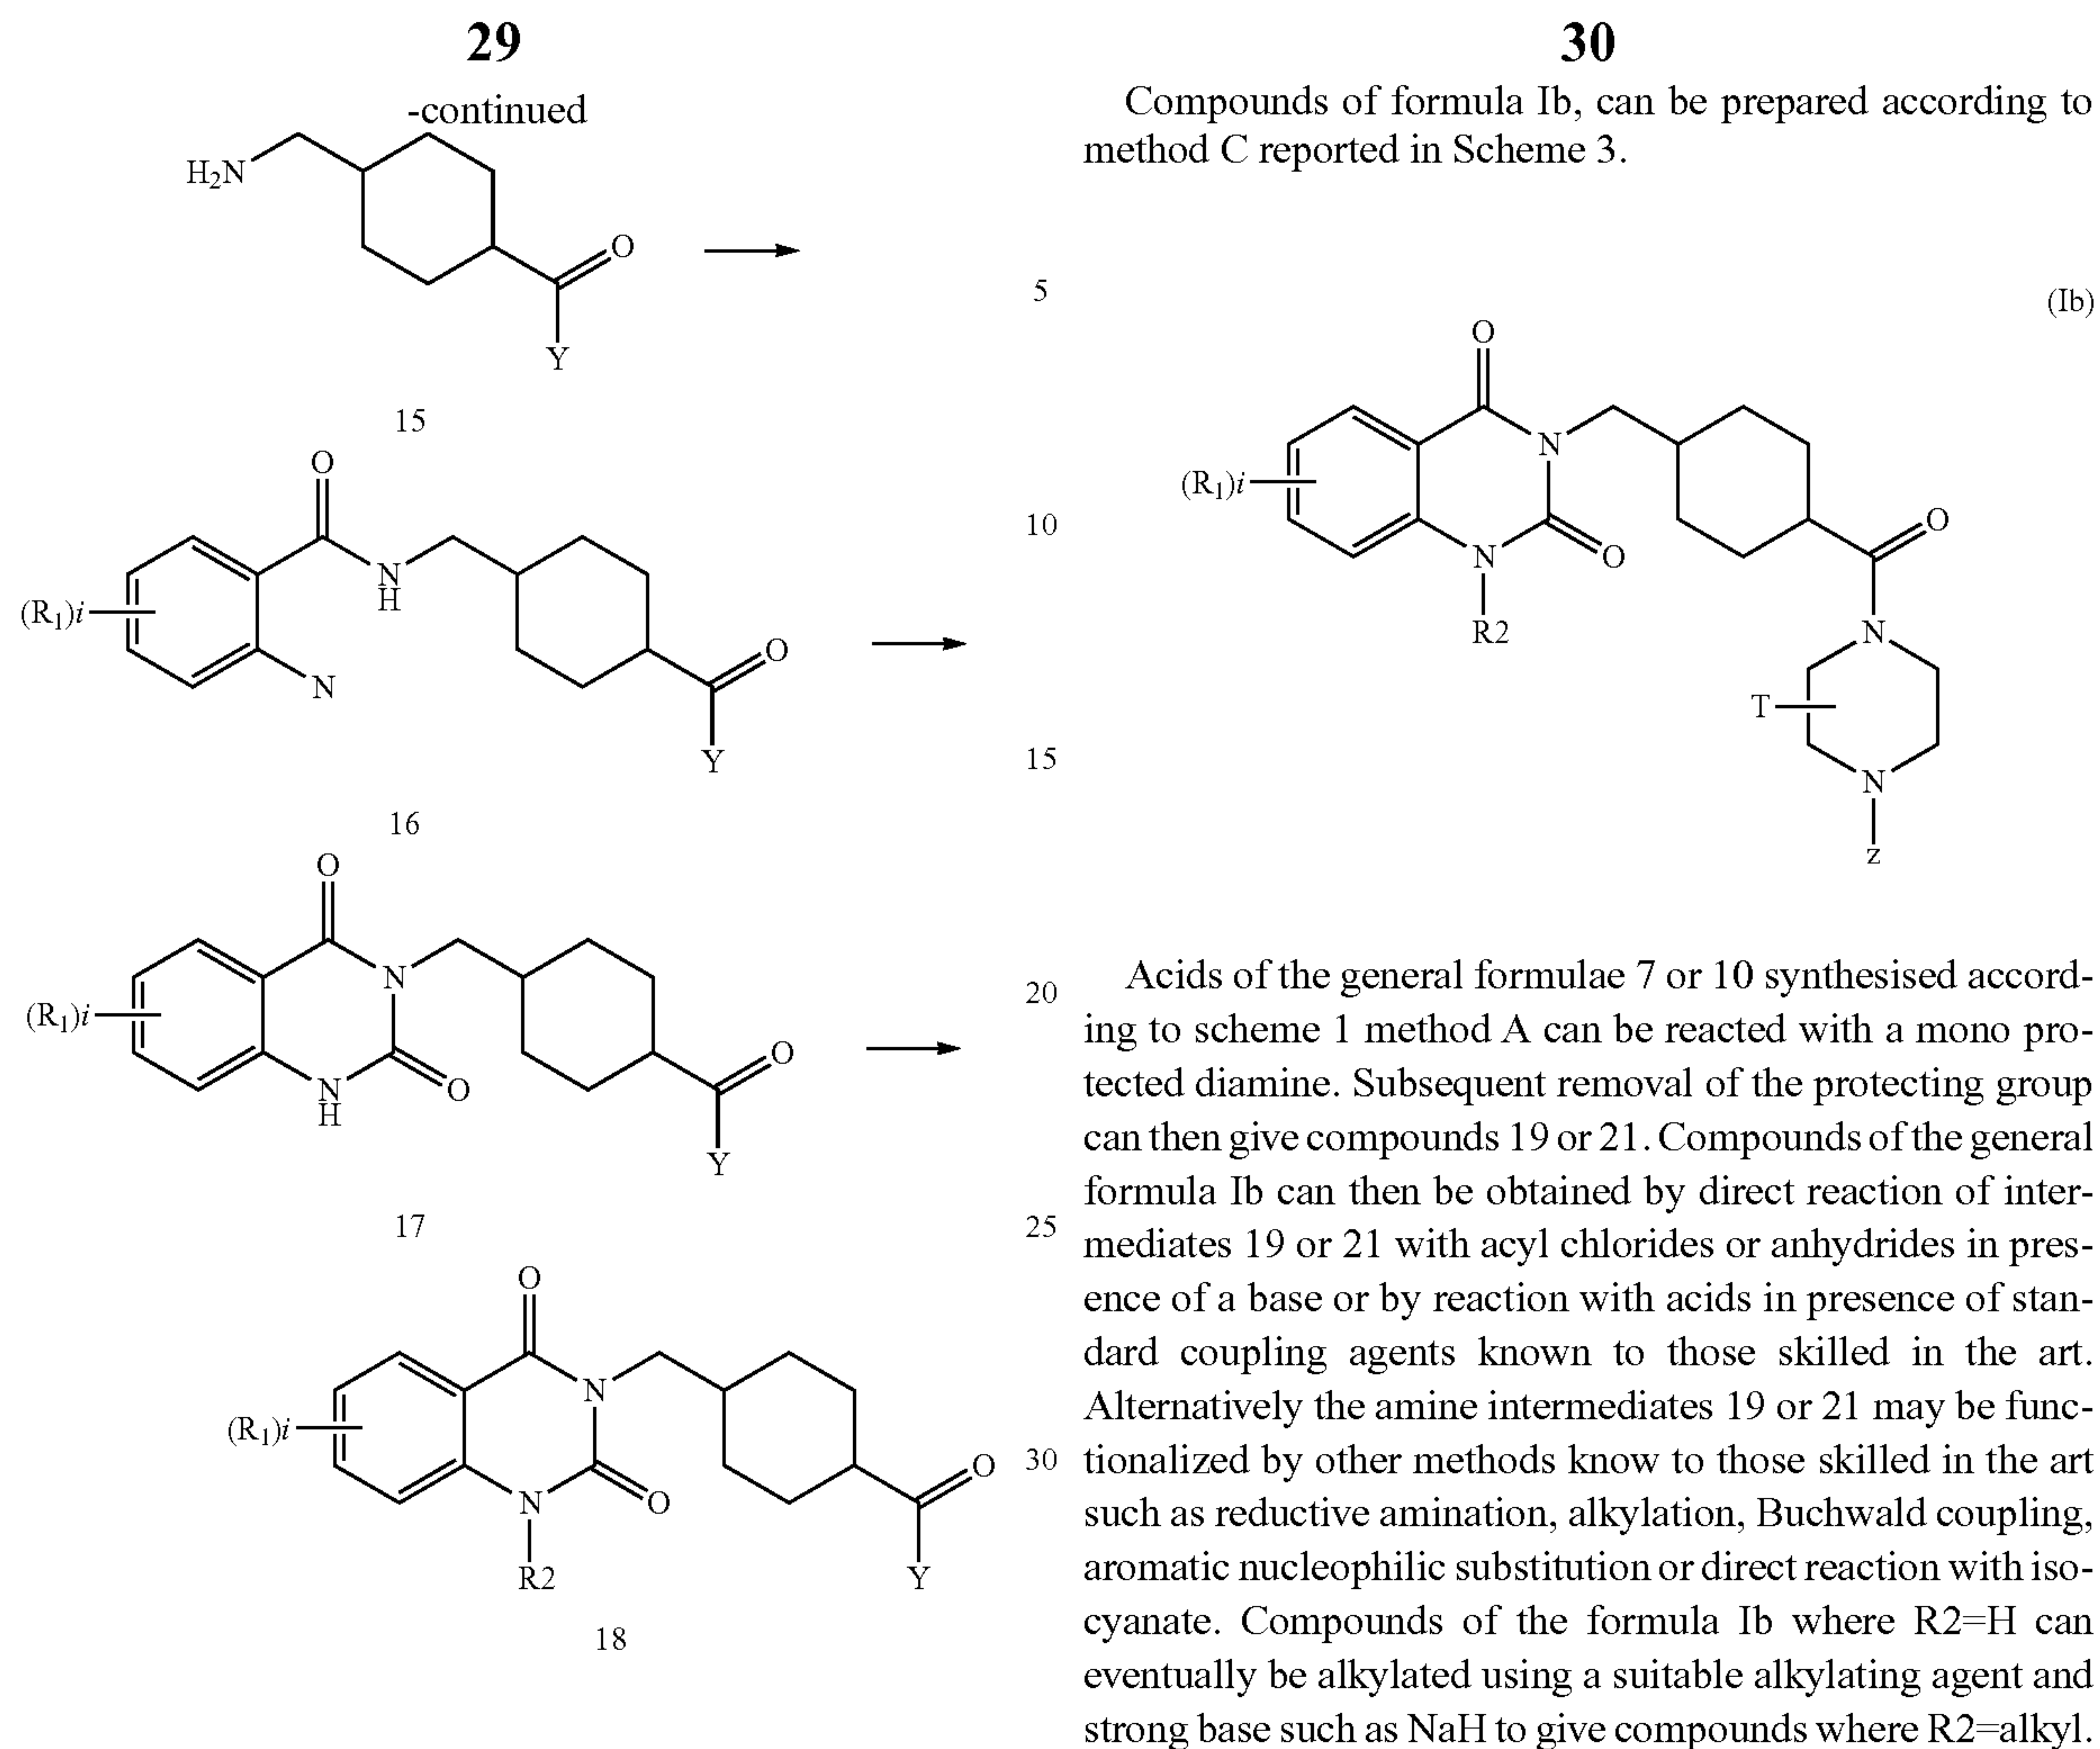 29
-continued
H2N
O
Y
15
O
N
H
(R1)i
N
O
Y
16
O
N
(R1)i
N
H
O
O
Y
17
O
N
(R1)i
N
O
R2
O
Y
18
30
Compounds of formula Ib, can be prepared according to
method C reported in Scheme 3.
5
(Ib)
O
N
(R1)i
10
O
N
O
R2
N
T
15
N
z
Acids of the general formulae 7 or 10 synthesised accord-
20
ing to scheme 1 method A can be reacted with a mono pro-
tected diamine. Subsequent removal of the protecting group
can then give compounds 19 or 21. Compounds of the general
formula Ib can then be obtained by direct reaction of inter-
25
mediates 19 or 21 with acyl chlorides or anhydrides in pres-
ence of a base or by reaction with acids in presence of stan-
dard coupling agents known to those skilled in the art.
Alternatively the amine intermediates 19 or 21 may be func-
30
tionalized by other methods know to those skilled in the art
such as reductive amination, alkylation, Buchwald coupling,
aromatic nucleophilic substitution or direct reaction with iso-
cyanate. Compounds of the formula Ib where R2=H can
eventually be alkylated using a suitable alkylating agent and
strong base such as NaH to give compounds where R2=alkyl.